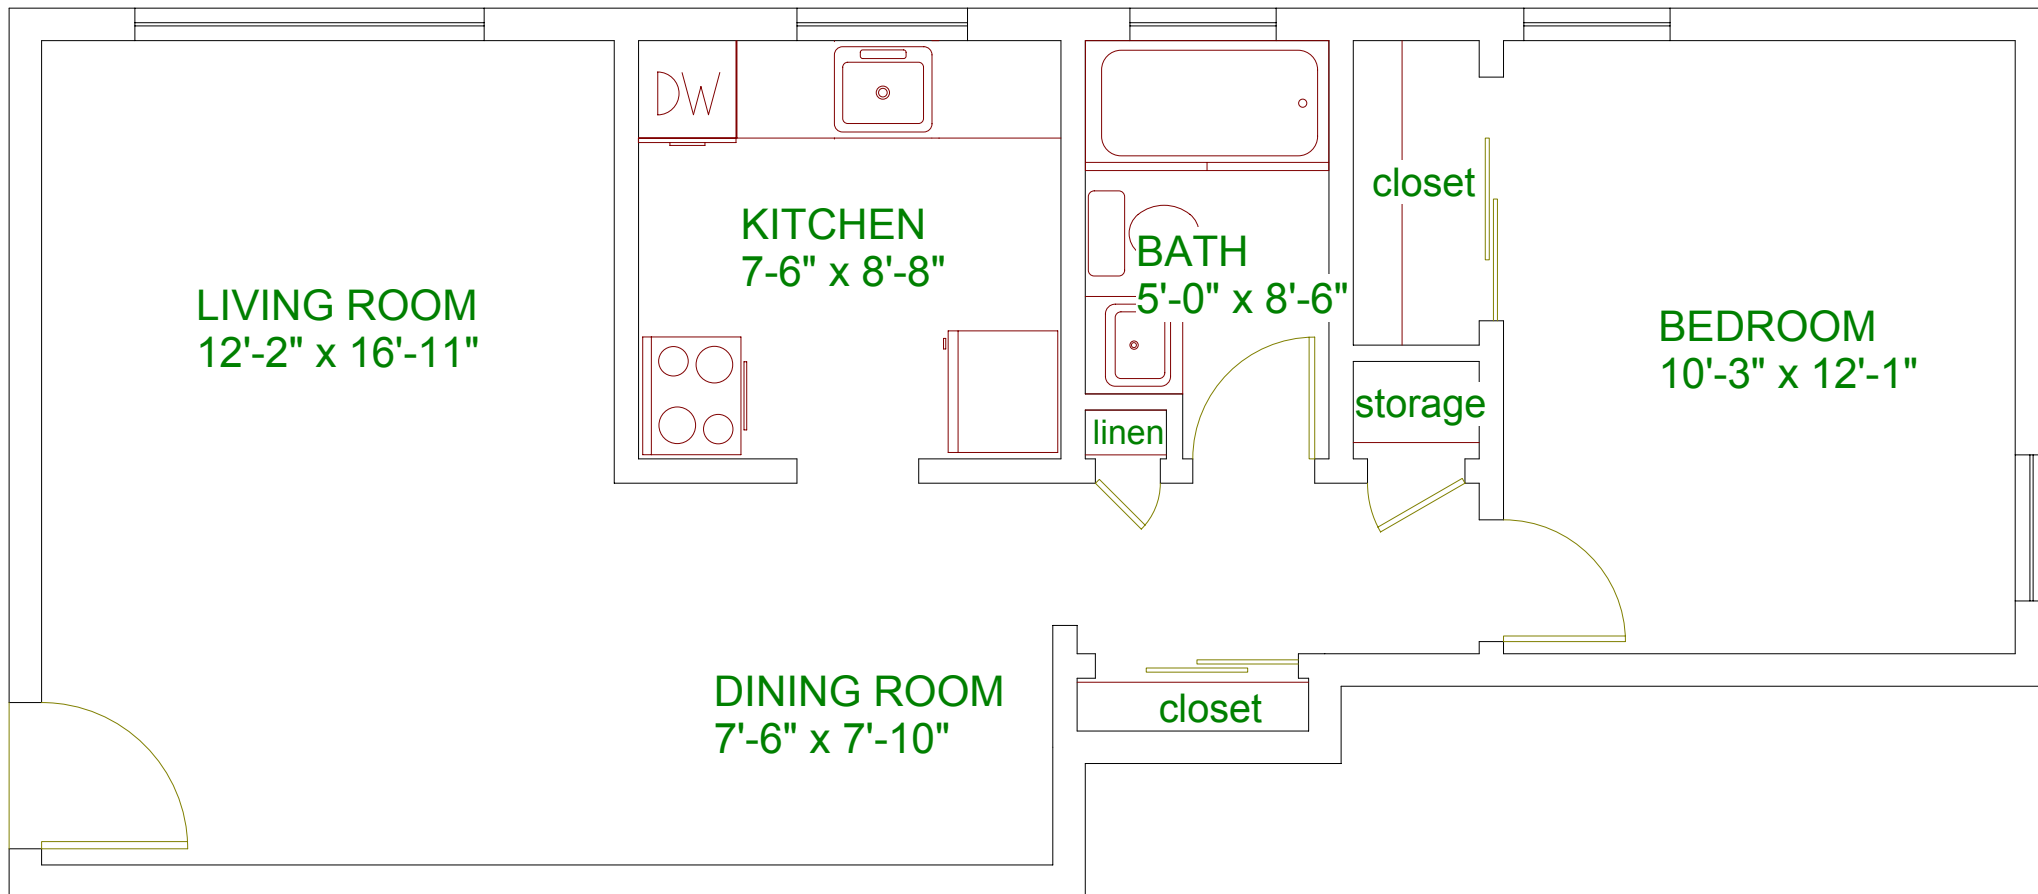 DW
KITCHEN
7-6" x 8'-8"
LIVING ROOM
12'-2" x 16'-11"
BATH
5'-0" x 8'-6"
closet
BEDROOM
10'-3" x 12'-1"
storage
linen
DINING ROOM
7'-6" x 7'-10"
closet